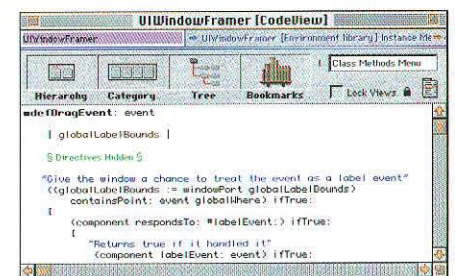 UIWindowFramer [CodeView]
UIWindowFramer
UIWindowFramer [Environment library] Instance Me
Class Methods Menu
Hierarchy Category Tree Bookmarks Lock Views
defDragEvent: event
| globalLabelBounds |
§ Directives Hidden §
"Give the window a chance to treat the event as a label event"
((globalLabelBounds := windowPort globalLabelBounds)
containsPoint: event globalWhere) ifTrue:
[
(component respondsTo: #labelEvent:) ifTrue:
[
"Returns true if it handled it"
(component labelEvent: event) ifTrue: